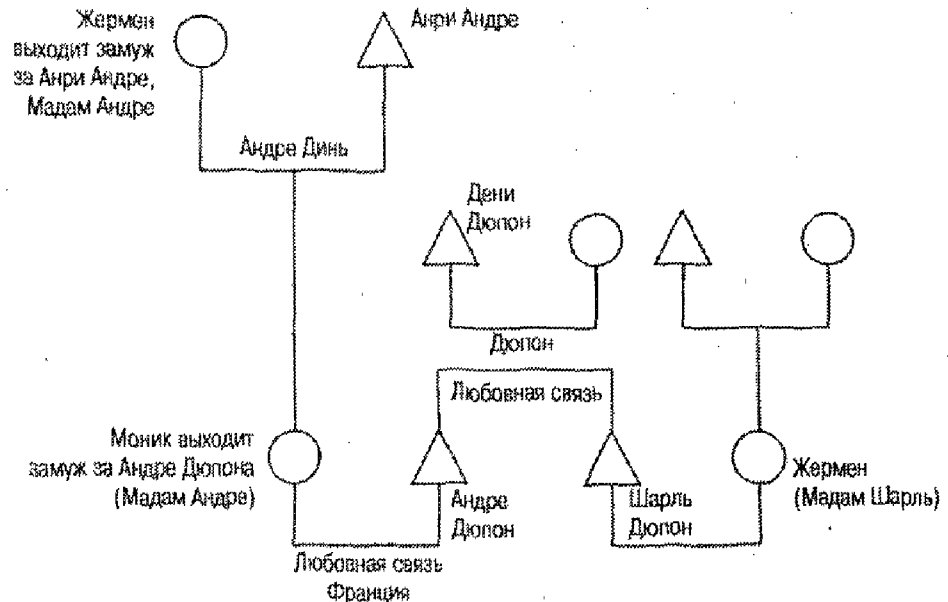 Жермен
выходит замуж
за Анри Андре,
Мадам Андре
Анри Андре
Андре Динь
Дени
Дюпон
Дюпон
Любовная связь
Моник выходит
замуж за Андре Дюпона
(Мадам Андре)
Андре
Дюпон
Шарль
Дюпон
Жермен
(Мадам Шарль)
Любовная связь
Франция